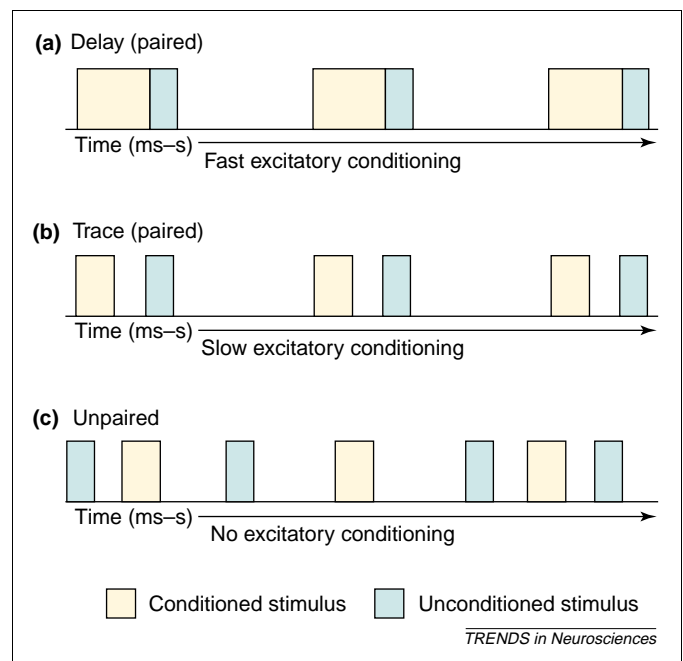 (a) Delay (paired)
Time (ms–s)
Fast excitatory conditioning
(b) Trace (paired)
Time (ms–s)
Slow excitatory conditioning
(c) Unpaired
Time (ms–s)
No excitatory conditioning
Conditioned stimulus Unconditioned stimulus
TRENDS in Neurosciences